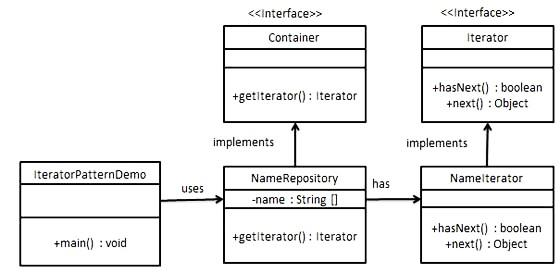 <<Interface>>
<<Interface>>
Container
Iterator
+getIterator() : Iterator
+hasNext() : boolean
+next() : Object
implements
implements
IteratorPatternDemo
uses
NameRepository
has
NameIterator
-name : String []
+main() : void
+getIterator() : Iterator
+hasNext() : boolean
+next() : Object